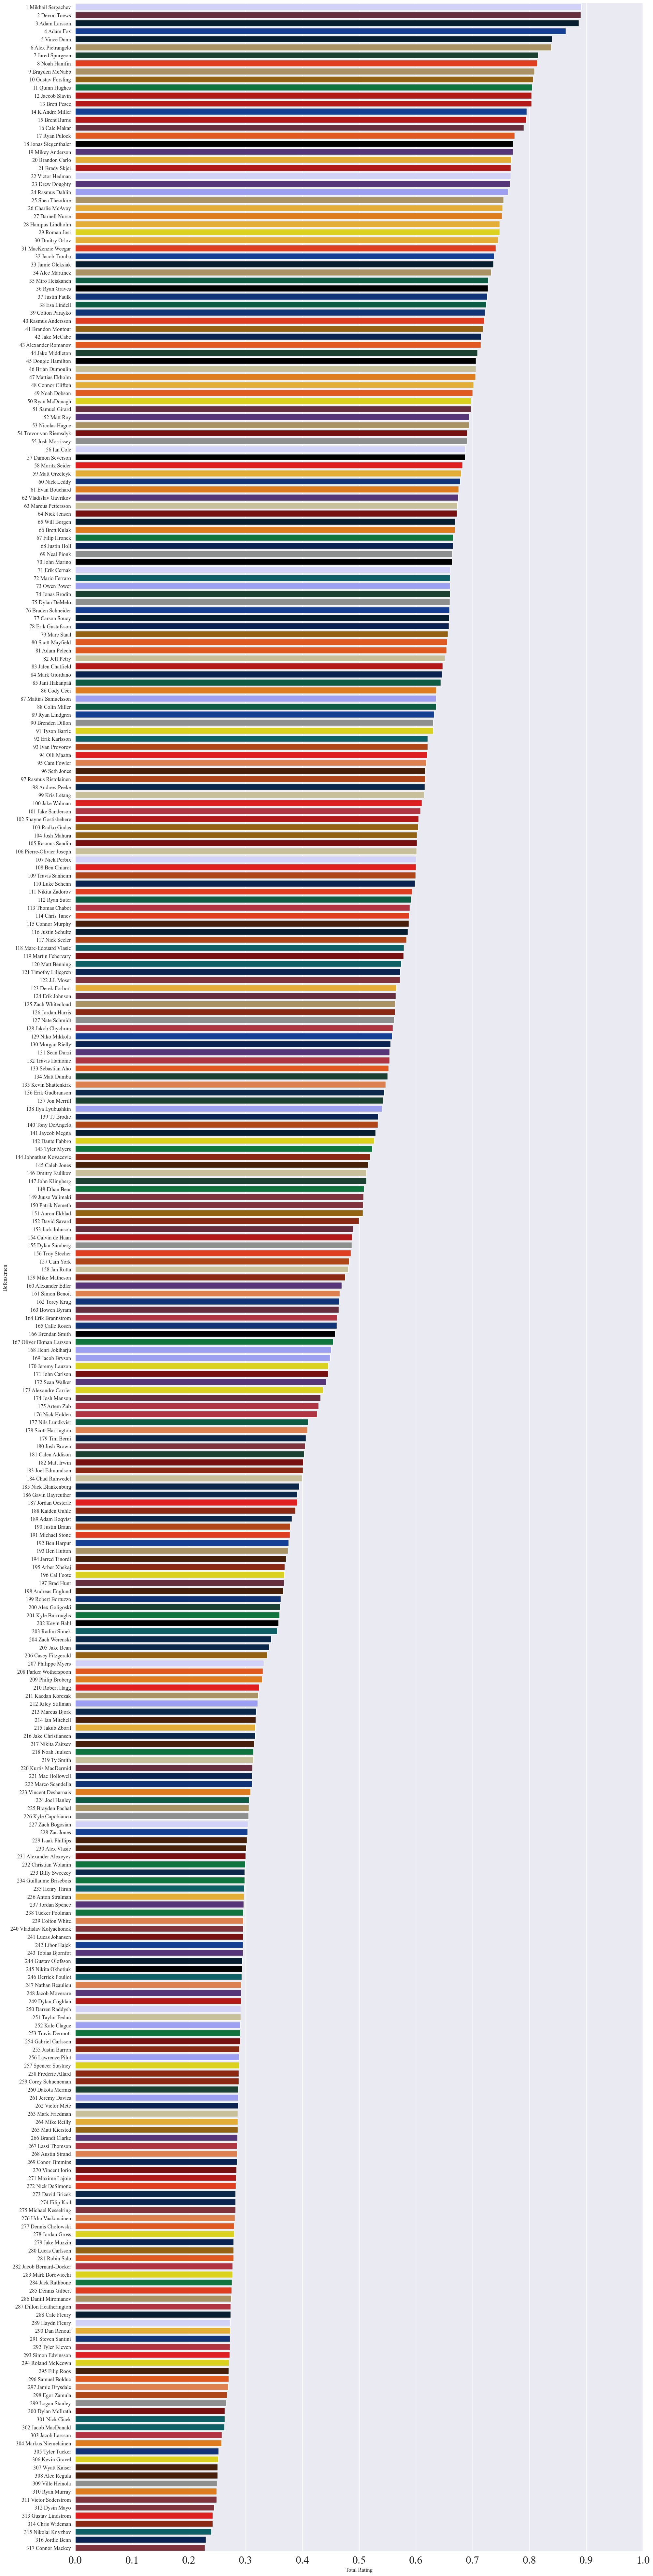 1 Mikhail Sergachev
2 Devon Toews
3 Adam Larsson
4 Adam Fox
5 Vince Dunn
6 Alex Pietrangelo
7 Jared Spurgeon
8 Noah Hanifin
9 Brayden McNabb
10 Gustav Forsling
11 Quinn Hughes
12 Jaccob Slavin
13 Brett Pesce
14 K'Andre Miller
15 Brent Burns
16 Cale Makar
17 Ryan Pulock
18 Jonas Siegenthaler
19 Mikey Anderson
20 Brandon Carlo
21 Brady Skjei
22 Victor Hedman
23 Drew Doughty
24 Rasmus Dahlin
25 Shea Theodore
26 Charlie McAvoy
27 Darnell Nurse
28 Hampus Lindholm
29 Roman Josi
30 Dmitry Orlov
31 MacKenzie Weegar
32 Jacob Trouba
33 Jamie Oleksiak
34 Alec Martinez
35 Miro Heiskanen
36 Ryan Graves
37 Justin Faulk
38 Esa Lindell
39 Colton Parayko
40 Rasmus Andersson
41 Brandon Montour
42 Jake McCabe
43 Alexander Romanov
44 Jake Middleton
45 Dougie Hamilton
46 Brian Dumoulin
47 Mattias Ekholm
48 Connor Clifton
49 Noah Dobson
50 Ryan McDonagh
51 Samuel Girard
52 Matt Roy
53 Nicolas Hague
54 Trevor van Riemsdyk
55 Josh Morrissey
56 Ian Cole
57 Damon Severson
58 Moritz Seider
59 Matt Grzelcyk
60 Nick Leddy
61 Evan Bouchard
62 Vladislav Gavrikov
63 Marcus Pettersson
64 Nick Jensen
65 Will Borgen
66 Brett Kulak
67 Filip Hronek
68 Justin Holl
69 Neal Pionk
70 John Marino
71 Erik Cernak
72 Mario Ferraro
73 Owen Power
74 Jonas Brodin
75 Dylan DeMelo
76 Braden Schneider
77 Carson Soucy
78 Erik Gustafsson
79 Marc Staal
80 Scott Mayfield
81 Adam Pelech
82 Jeff Petry
83 Jalen Chatfield
84 Mark Giordano
85 Jani Hakanpää
86 Cody Ceci
87 Mattias Samuelsson
88 Colin Miller
89 Ryan Lindgren
90 Brenden Dillon
91 Tyson Barrie
92 Erik Karlsson
93 Ivan Provorov
94 Olli Maatta
95 Cam Fowler
96 Seth Jones
97 Rasmus Ristolainen
98 Andrew Peeke
99 Kris Letang
100 Jake Walman
101 Jake Sanderson
102 Shayne Gostisbehere
103 Radko Gudas
104 Josh Mahura
105 Rasmus Sandin
106 Pierre-Olivier Joseph
107 Nick Perbix
108 Ben Chiarot
109 Travis Sanheim
110 Luke Schenn
111 Nikita Zadorov
112 Ryan Suter
113 Thomas Chabot
114 Chris Tanev
115 Connor Murphy
116 Justin Schultz
117 Nick Seeler
118 Marc-Edouard Vlasic
119 Martin Fehervary
120 Matt Benning
121 Timothy Liljegren
122 J.J. Moser
123 Derek Forbort
124 Erik Johnson
125 Zach Whitecloud
126 Jordan Harris
127 Nate Schmidt
128 Jakob Chychrun
129 Niko Mikkola
130 Morgan Rielly
131 Sean Durzi
132 Travis Hamonic
133 Sebastian Aho
134 Matt Dumba
135 Kevin Shattenkirk
136 Erik Gudbranson
137 Jon Merrill
138 Ilya Lyubushkin
139 TJ Brodie
140 Tony DeAngelo
141 Jaycob Megna
142 Dante Fabbro
143 Tyler Myers
144 Johnathan Kovacevic
145 Caleb Jones
146 Dmitry Kulikov
147 John Klingberg
148 Ethan Bear
149 Juuso Valimaki
150 Patrik Nemeth
151 Aaron Ekblad
152 David Savard
153 Jack Johnson
154 Calvin de Haan
155 Dylan Samberg
156 Troy Stecher
157 Cam York
158 Jan Rutta
159 Mike Matheson
160 Alexander Edler
161 Simon Benoit
162 Torey Krug
163 Bowen Byram
164 Erik Brannstrom
165 Calle Rosen
166 Brendan Smith
167 Oliver Ekman-Larsson
168 Henri Jokiharju
169 Jacob Bryson
170 Jeremy Lauzon
171 John Carlson
172 Sean Walker
173 Alexandre Carrier
174 Josh Manson
175 Artem Zub
176 Nick Holden
177 Nils Lundkvist
178 Scott Harrington
179 Tim Berni
180 Josh Brown
181 Calen Addison
182 Matt Irwin
183 Joel Edmundson
184 Chad Ruhwedel
185 Nick Blankenburg
186 Gavin Bayreuther
187 Jordan Oesterle
188 Kaiden Guhle
189 Adam Boqvist
190 Justin Braun
191 Michael Stone
192 Ben Harpur
193 Ben Hutton
194 Jarred Tinordi
195 Arber Xhekaj
196 Cal Foote
197 Brad Hunt
198 Andreas Englund
199 Robert Bortuzzo
200 Alex Goligoski
201 Kyle Burroughs
202 Kevin Bahl
203 Radim Simek
204 Zach Werenski
205 Jake Bean
206 Casey Fitzgerald
207 Philippe Myers
208 Parker Wotherspoon
209 Philip Broberg
210 Robert Hagg
211 Kaedan Korczak
212 Riley Stillman
213 Marcus Bjork
214 Ian Mitchell
215 Jakub Zboril
216 Jake Christiansen
217 Nikita Zaitsev
218 Noah Juulsen
219 Ty Smith
220 Kurtis MacDermid
221 Mac Hollowell
222 Marco Scandella
223 Vincent Desharnais
224 Joel Hanley
225 Brayden Pachal
226 Kyle Capobianco
227 Zach Bogosian
228 Zac Jones
229 Isaak Phillips
230 Alex Vlasic
231 Alexander Alexeyev
232 Christian Wolanin
233 Billy Sweezey
234 Guillaume Brisebois
235 Henry Thrun
236 Anton Stralman
237 Jordan Spence
238 Tucker Poolman
239 Colton White
240 Vladislav Kolyachonok
241 Lucas Johansen
242 Libor Hajek
243 Tobias Bjornfot
244 Gustav Olofsson
245 Nikita Okhotiuk
246 Derrick Pouliot
247 Nathan Beaulieu
248 Jacob Moverare
249 Dylan Coghlan
250 Darren Raddysh
251 Taylor Fedun
252 Kale Clague
253 Travis Dermott
254 Gabriel Carlsson
255 Justin Barron
256 Lawrence Pilut
257 Spencer Stastney
258 Frederic Allard
259 Corey Schueneman
260 Dakota Mermis
261 Jeremy Davies
262 Victor Mete
263 Mark Friedman
264 Mike Reilly
265 Matt Kiersted
266 Brandt Clarke
267 Lassi Thomson
268 Austin Strand
269 Conor Timmins
270 Vincent Iorio
271 Maxime Lajoie
272 Nick DeSimone
273 David Jiricek
274 Filip Kral
275 Michael Kesselring
276 Urho Vaakanainen
277 Dennis Cholowski
278 Jordan Gross
279 Jake Muzzin
280 Lucas Carlsson
281 Robin Salo
282 Jacob Bernard-Docker
283 Mark Borowiecki
284 Jack Rathbone
285 Dennis Gilbert
286 Daniil Miromanov
287 Dillon Heatherington
288 Cale Fleury
289 Haydn Fleury
290 Dan Renouf
291 Steven Santini
292 Tyler Kleven
293 Simon Edvinsson
294 Roland McKeown
295 Filip Roos
296 Samuel Bolduc
297 Jamie Drysdale
298 Egor Zamula
299 Logan Stanley
300 Dylan McIlrath
301 Nick Cicek
302 Jacob MacDonald
303 Jacob Larsson
304 Markus Niemelainen
305 Tyler Tucker
306 Kevin Gravel
307 Wyatt Kaiser
308 Alec Regula
309 Ville Heinola
310 Ryan Murray
311 Victor Soderstrom
312 Dysin Mayo
313 Gustav Lindstrom
314 Chris Wideman
315 Nikolai Knyzhov
316 Jordie Benn
317 Connor Mackey
Defensemen
0.0 0.1 0.2 0.3 0.4 0.5 0.6 0.7 0.8 0.9 1.0
Total Rating